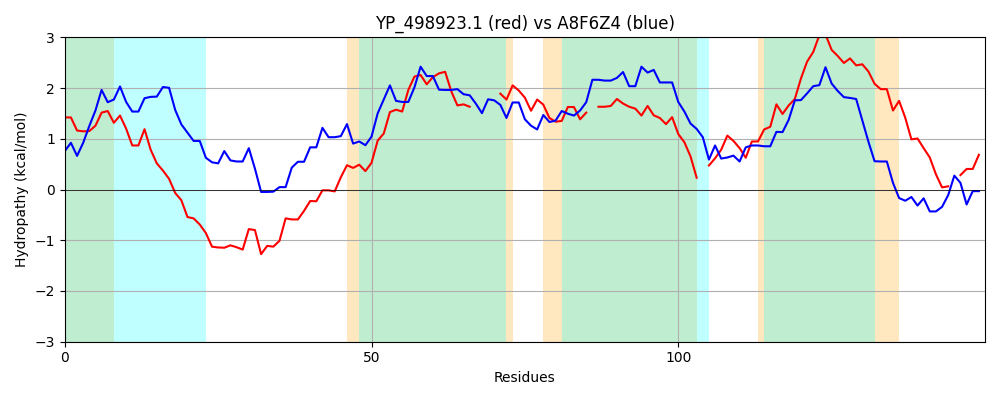 YP_498923.1 (red) vs A8F6Z4 (blue)
Hydropathy (kcal/mol)
3
2
1
0
−1
−2
−3
0 50 100
Residues